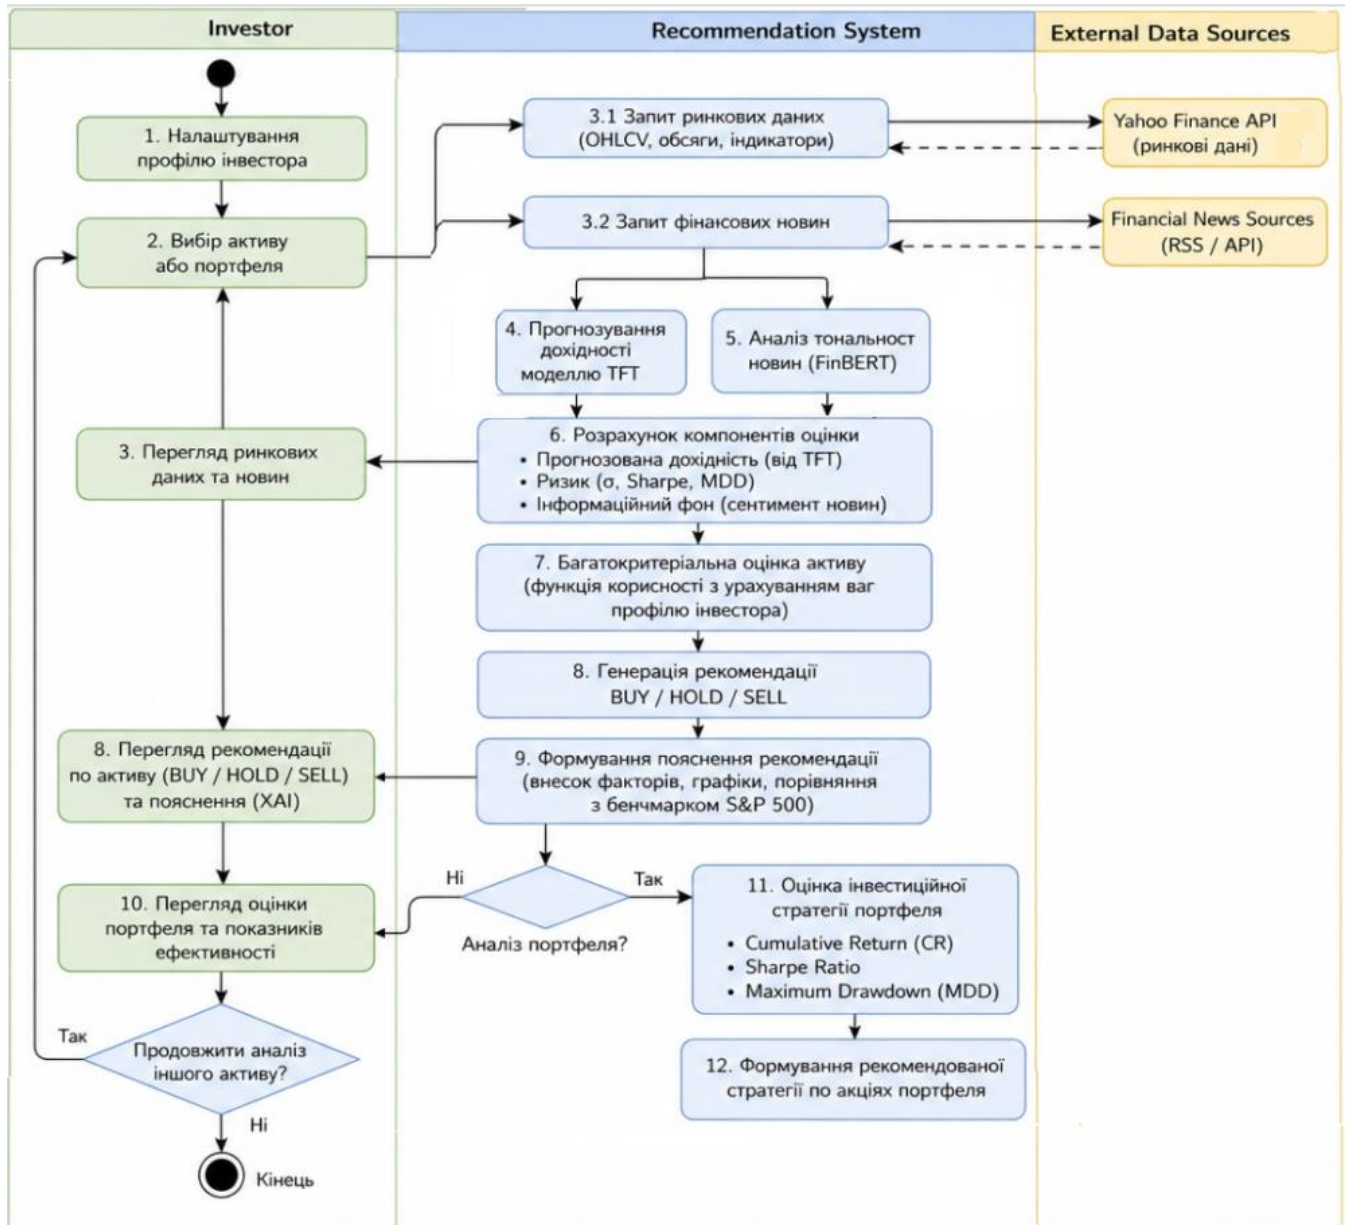 Investor
Recommendation System
External Data Sources
1. Налаштування
профілю інвестора
3.1 Запит ринкових даних
(OHLCV, обсяги, індикатори)
Yahoo Finance API
(ринкові дані)
2. Вибір активу
або портфеля
3.2 Запит фінансових новин
Financial News Sources
(RSS / API)
4. Прогнозування
дохідності
моделлю TFT
5. Аналіз тональност
новин (FinBERT)
3. Перегляд ринкових
даних та новин
6. Розрахунок компонентів оцінки
• Прогнозована дохідність (від TFT)
• Ризик (σ, Sharpe, MDD)
• Інформаційний фон (сентимент новин)
7. Багатокритеріальна оцінка активу
(функція корисності з урахуванням ваг
профілю інвестора)
8. Генерація рекомендації
BUY / HOLD / SELL
8. Перегляд рекомендації
по активу (BUY / HOLD / SELL)
та пояснення (XAI)
9. Формування пояснення рекомендації
(внесок факторів, графіки, порівняння
з бенчмарком S&P 500)
Ні
Так
Аналіз портфеля?
10. Перегляд оцінки
портфеля та показників
ефективності
11. Оцінка інвестиційної
стратегії портфеля
• Cumulative Return (CR)
• Sharpe Ratio
• Maximum Drawdown (MDD)
Так
Продовжити аналіз
іншого активу?
12. Формування рекомендованої
стратегії по акціях портфеля
Ні
Кінець